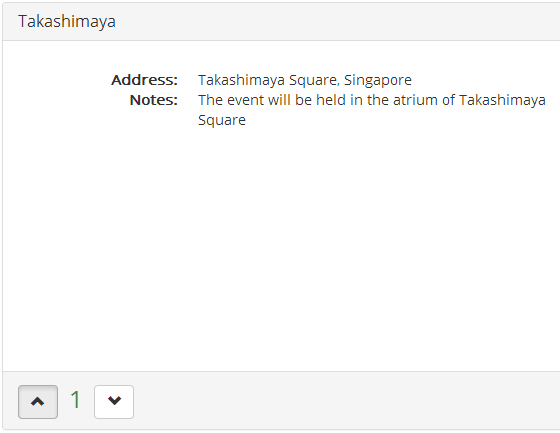 Takashimaya
Address: Takashimaya Square, Singapore
Notes: The event will be held in the atrium of Takashimaya
Square
1